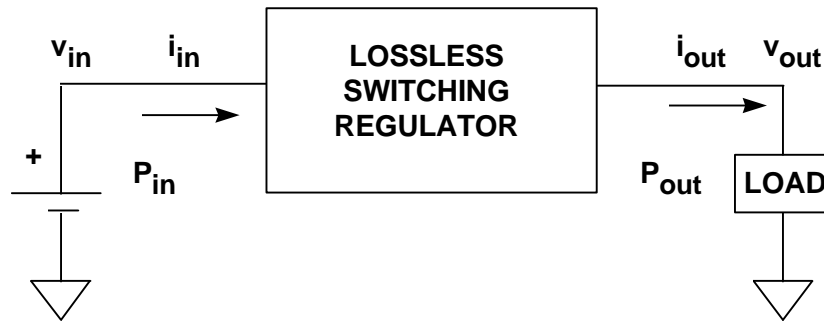 v_in i_in LOSSLESS i_out v_out
SWITCHING
REGULATOR
+ P_in P_out LOAD